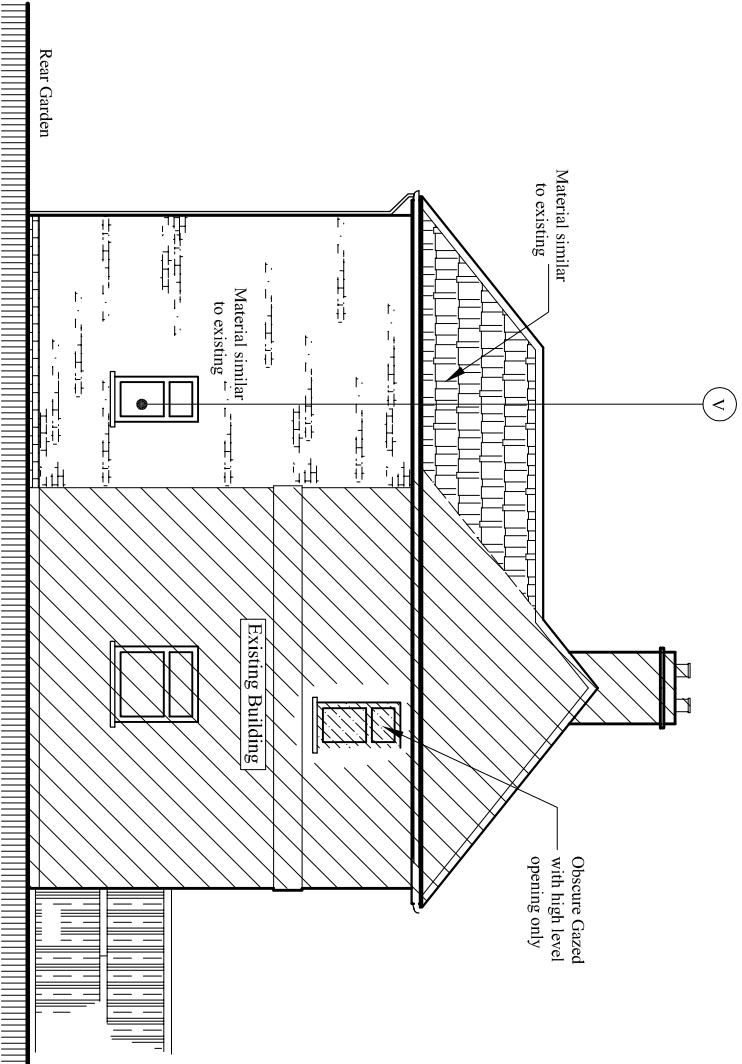 V
Material similar
to existing
Obscure Gazed
with high level
opening only
Material similar
to existing
Existing Building
Rear Garden